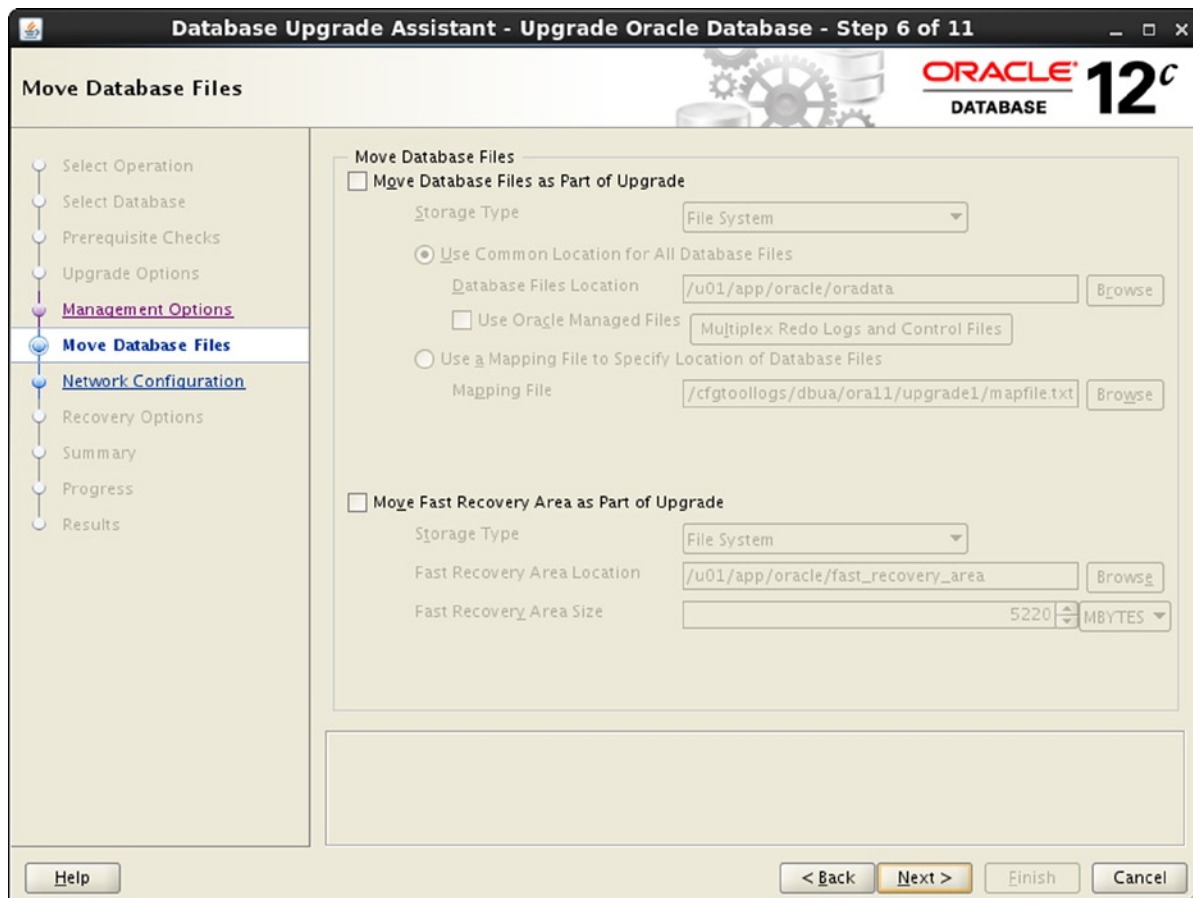 Database Upgrade Assistant - Upgrade Oracle Database - Step 6 of 11
Move Database Files
ORACLE
DATABASE
12c
Select Operation
Select Database
Prerequisite Checks
Upgrade Options
Management Options
Move Database Files
Network Configuration
Recovery Options
Summary
Progress
Results
Move Database Files
Move Database Files as Part of Upgrade
Storage Type File System
Use Common Location for All Database Files
Database Files Location /u01/app/oracle/oradata Browse
Use Oracle Managed Files Multiplex Redo Logs and Control Files
Use a Mapping File to Specify Location of Database Files
Mapping File /cfgtoollogs/dbua/ora11/upgrade1/mapfile.txt Browse
Move Fast Recovery Area as Part of Upgrade
Storage Type File System
Fast Recovery Area Location /u01/app/oracle/fast_recovery_area Browse
Fast Recovery Area Size 5220 MBYTES
Help
< Back Next > Finish Cancel